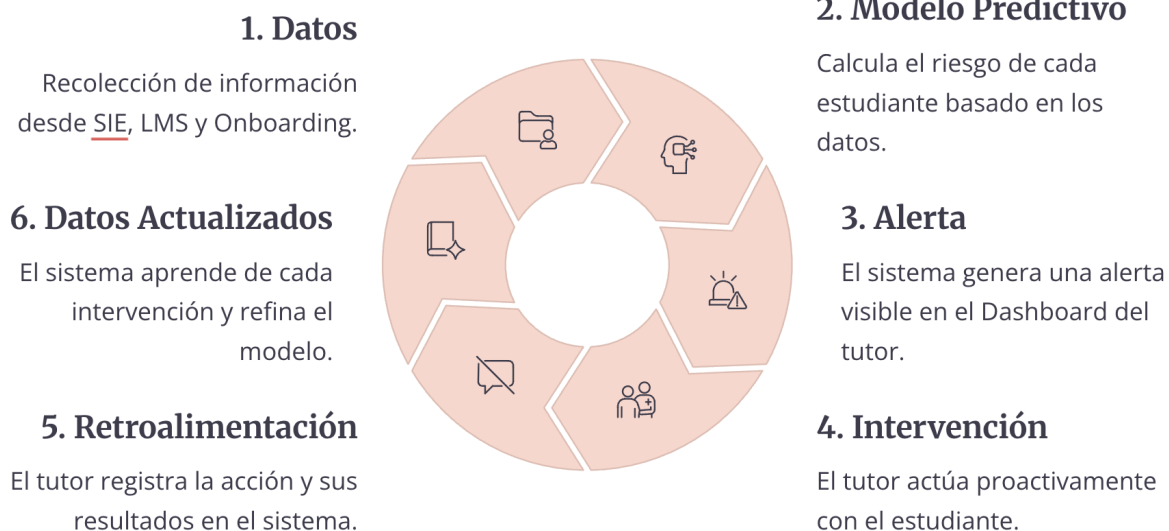 1. Datos
Recolección de información
desde SIE, LMS y Onboarding.
2. Modelo Predictivo
Calcula el riesgo de cada
estudiante basado en los
datos.
3. Alerta
El sistema genera una alerta
visible en el Dashboard del
tutor.
4. Intervención
El tutor actúa proactivamente
con el estudiante.
5. Retroalimentación
El tutor registra la acción y sus
resultados en el sistema.
6. Datos Actualizados
El sistema aprende de cada
intervención y refina el
modelo.